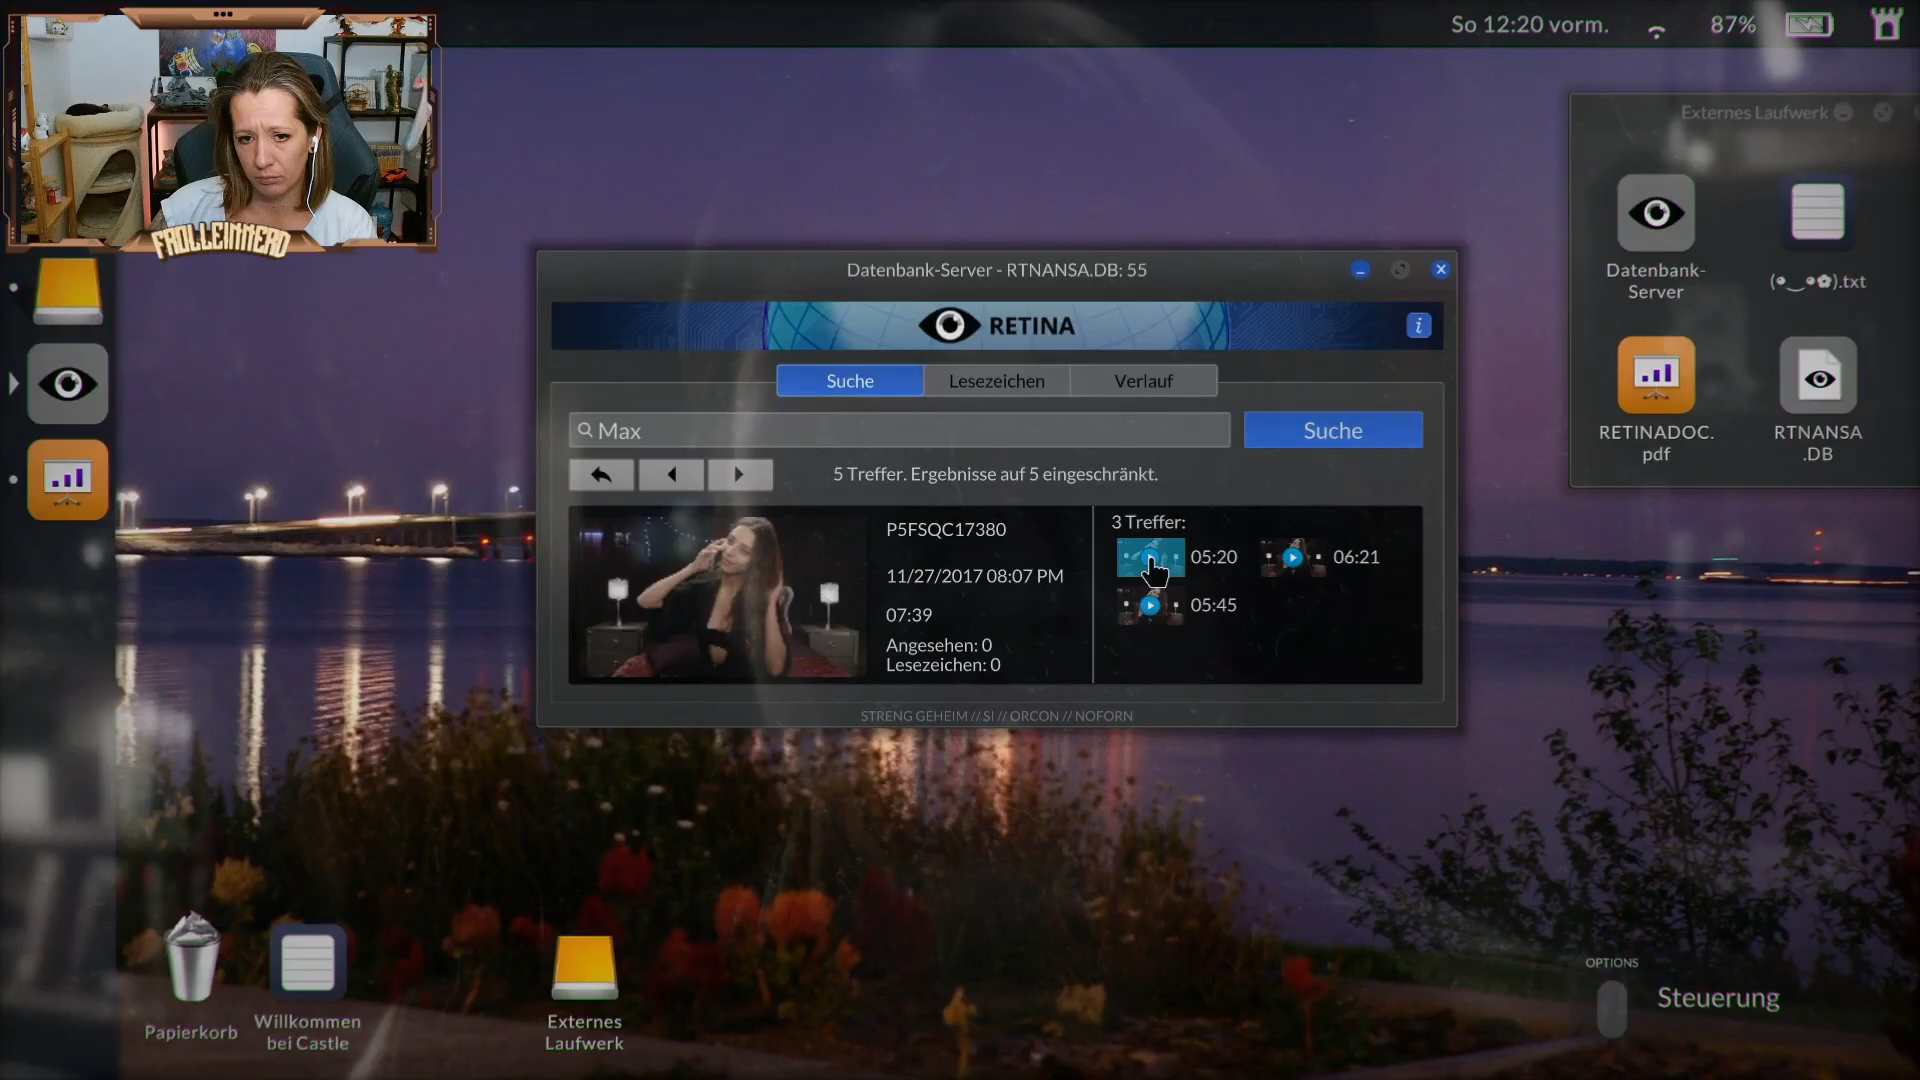 So 12:20 vorm.
87%
FROLLEINNERD
Externes Laufwerk
Datenbank-
Server
(•‿•✿).txt
RETINADOC.
pdf
RTNANSA
.DB
Datenbank-Server - RTNANSA.DB: 55
RETINA
i
Suche
Lesezeichen
Verlauf
Max
Suche
5 Treffer. Ergebnisse auf 5 eingeschränkt.
P5FSQC17380
11/27/2017 08:07 PM
07:39
Angesehen: 0
Lesezeichen: 0
3 Treffer:
05:20
06:21
05:45
STRENG GEHEIM // SI // ORCON // NOFORN
Papierkorb
Willkommen
bei Castle
Externes
Laufwerk
OPTIONS
Steuerung